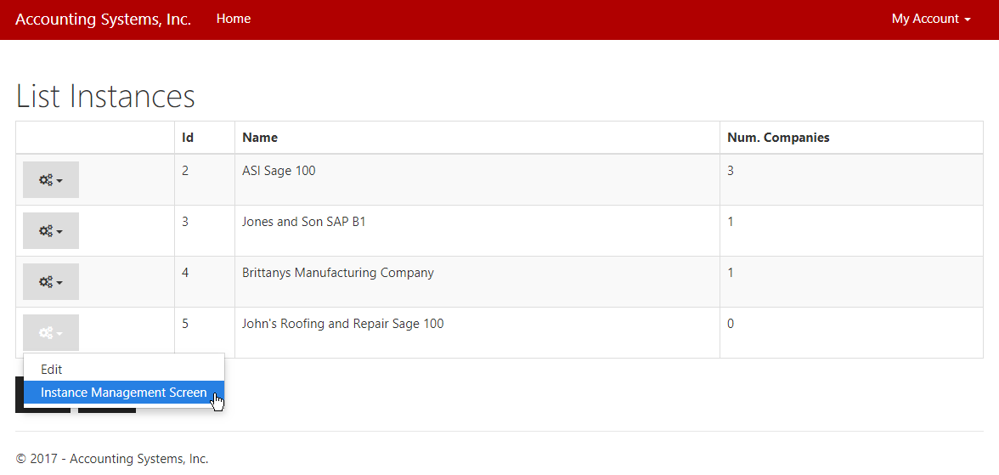 Accounting Systems, Inc. Home My Account
List Instances
Id Name Num. Companies
2 ASI Sage 100 3
3 Jones and Son SAP B1 1
4 Brittanys Manufacturing Company 1
5 John's Roofing and Repair Sage 100 0
Edit
Instance Management Screen
© 2017 - Accounting Systems, Inc.